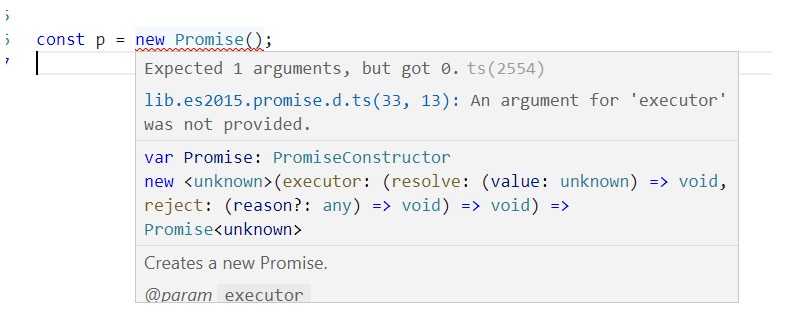 const p = new Promise();
Expected 1 arguments, but got 0. ts(2554)
lib.es2015.promise.d.ts(33, 13): An argument for 'executor'
was not provided.
var Promise: PromiseConstructor
new <unknown>(executor: (resolve: (value: unknown) => void,
reject: (reason?: any) => void) => void) =>
Promise<unknown>
Creates a new Promise.
@param executor